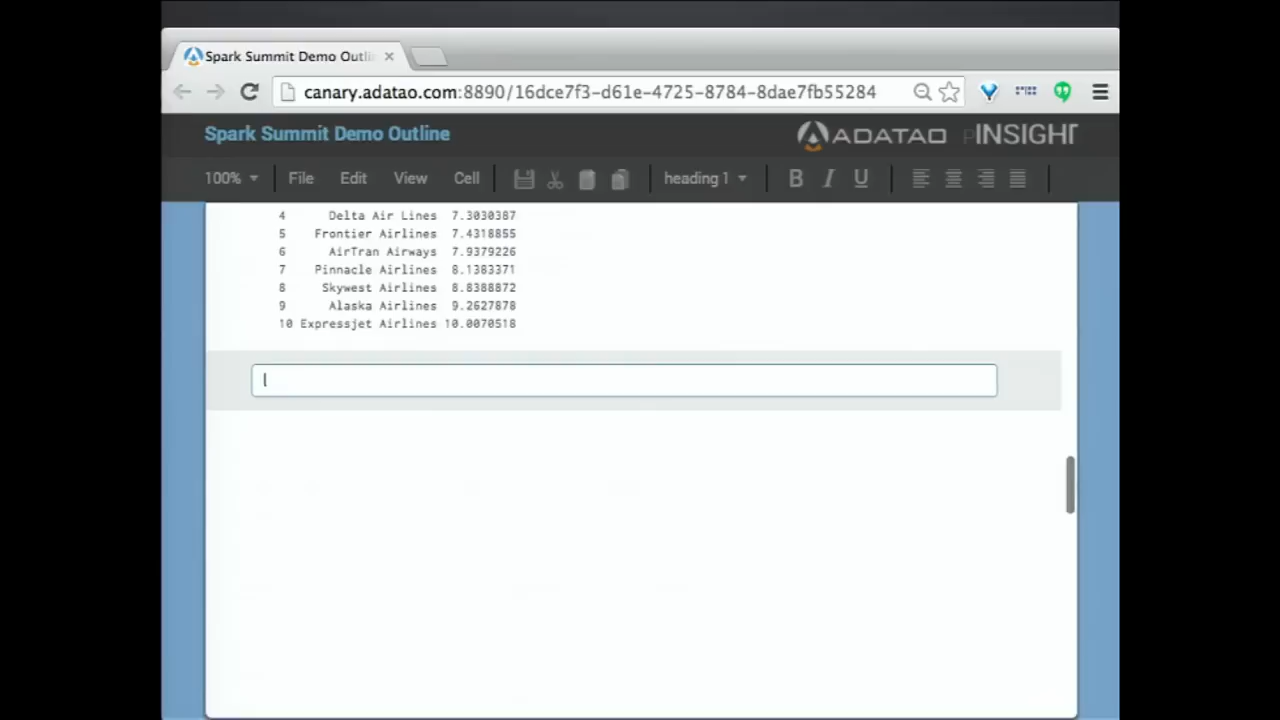 Spark Summit Demo Outli
canary.adatao.com:8890/16dce7f3-d61e-4725-8784-8dae7fb55284
Spark Summit Demo Outline
ADATAO pINSIGHT
100% File Edit View Cell heading 1 B I U
4 Delta Air Lines 7.3030387
5 Frontier Airlines 7.4318855
6 AirTran Airways 7.9379226
7 Pinnacle Airlines 8.1383371
8 Skywest Airlines 8.8388872
9 Alaska Airlines 9.2627878
10 Expressjet Airlines 10.0070518
l